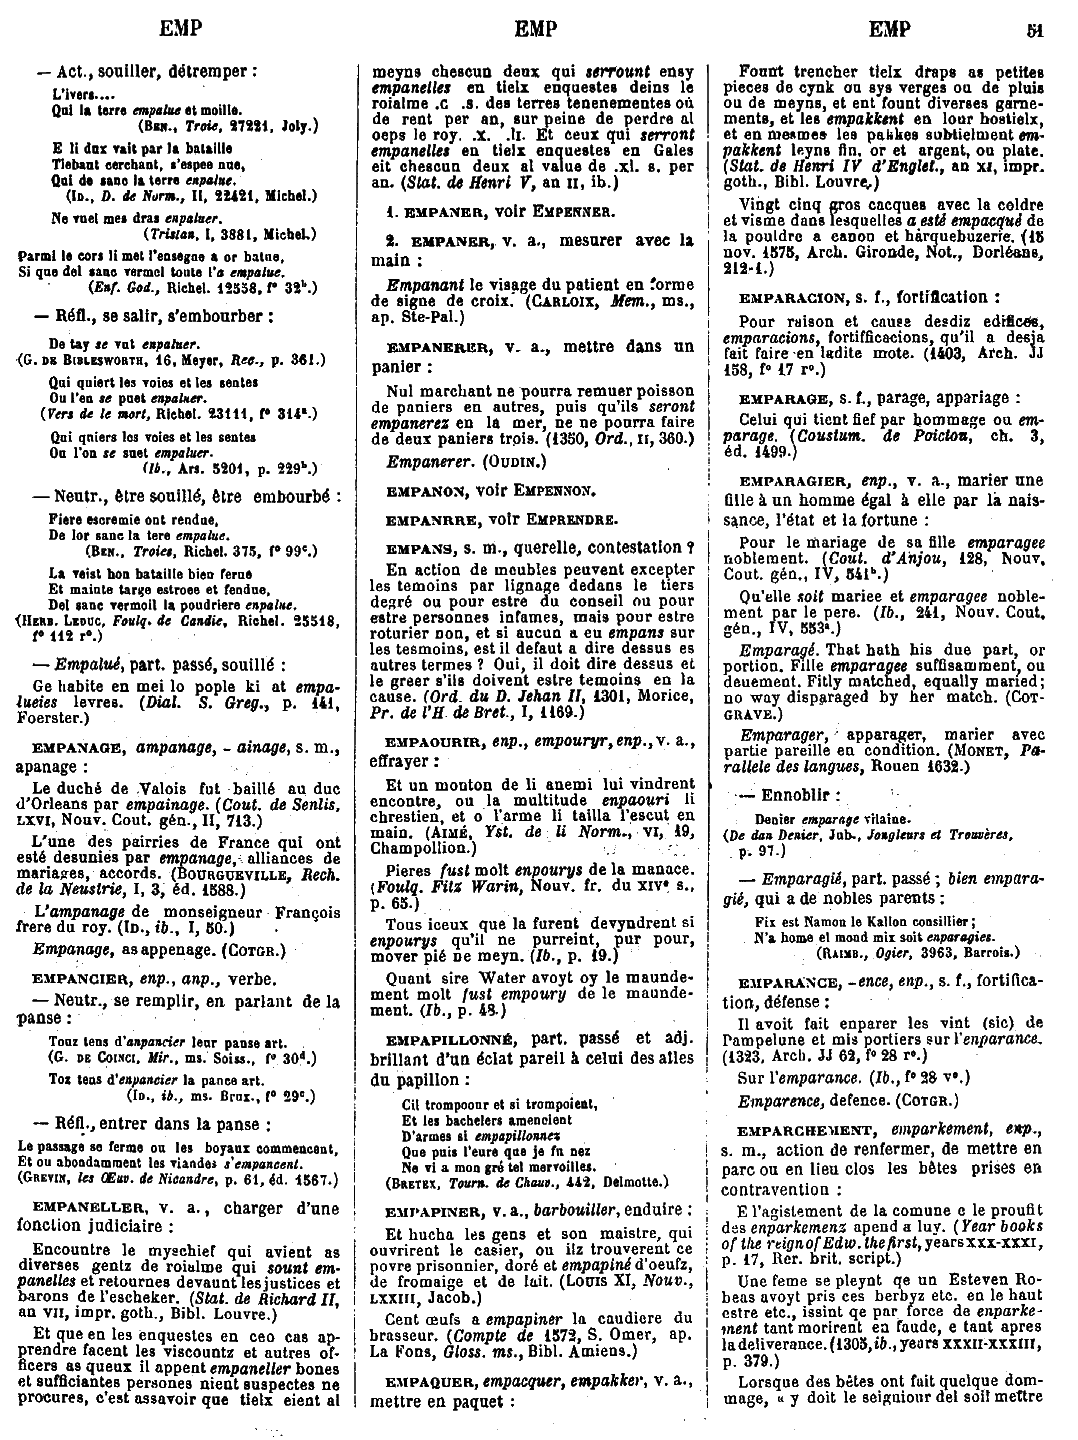 EMP EMP EMP 51
— Act., souiller, détremper :
L'ivers....
Qui la terre empalue et moille.
(Ben., Troie, 27221, Joly.)
E li dux vait par la bataille
Tiebaut cerchant, s'espee nue,
Qui de sanc la terre enpalue.
(Id., D. de Norm., II, 22421, Michel.)
Ne vuel mes dras enpaluer.
(Tristan, I, 3881, Michel.)
Parmi le cors li met l'ensegne a or batue,
Si que del sanc vermel toute l'a empalue.
(Enf. God., Richel. 12558, f° 32ᵇ.)
— Réfl., se salir, s'embourber :
De tay se vat enpaluer.
(G. de Biblesworth, 16, Meyer, Rec., p. 361.)
Qui quiert les voies et les sentes
Ou l'en se puet enpaluer.
(Vers de le mort, Richel. 23111, f° 314ᵃ.)
Qui quiers les voies et les sentes
Ou l'on se suet empaluer.
(Ib., Ars. 5201, p. 229ᵇ.)
— Neutr., être souillé, être embourbé :
Fiere escremie ont rendue,
De lor sanc la tere empalue.
(Ben., Troies, Richel. 375, f° 99ᶜ.)
La veist hon bataille bien ferue
Et mainte targe estroee et fendue,
Del sanc vermoil la poudriere enpalue.
(Herb. Leduc, Foulq. de Candie, Richel. 25518,
f° 112 r°.)
— Empalué, part. passé, souillé :
Ge habite en mei lo pople ki at empa-
lueies levres. (Dial. S. Greg., p. 141,
Foerster.)
EMPANAGE, ampanage, - ainage, s. m.,
apanage :
Le duché de Valois fut baillé au duc
d'Orleans par empainage. (Cout. de Senlis,
LXVI, Nouv. Cout. gén., II, 713.)
L'une des pairries de France qui ont
esté desunies par empanage, alliances de
mariages, accords. (Bourgueville, Rech.
de la Neustrie, I, 3, éd. 1588.)
L'ampanage de monseigneur François
frere du roy. (Id., ib., I, 50.)
Empanage, as appenage. (Cotgr.)
EMPANCIER, enp., anp., verbe.
— Neutr., se remplir, en parlant de la
panse :
Touz tens d'anpancier leur panse art.
(G. de Coinci, Mir., ms. Soiss., f° 30ᵈ.)
Toz tens d'enpancier la pance art.
(Id., ib., ms. Brux., f° 29ᶜ.)
— Réfl., entrer dans la panse :
Le passage se ferme ou les boyaux commencent,
Et ou abondamment les viandes s'empancent.
(Grevin, les Œuv. de Nicandre, p. 61, éd. 1567.)
EMPANELLER, v. a., charger d'une
fonction judiciaire :
Encountre le myschief qui avient as
diverses gentz de roialme qui sount em-
panelles et retournes devaunt les justices et
barons de l'escheker. (Stat. de Richard II,
an VII, impr. goth., Bibl. Louvre.)
Et que en les enquestes en ceo cas ap-
prendre facent les viscountz et autres of-
ficers as queux il appent empaneller bones
et sufficiantes persones nient suspectes ne
procures, c'est assavoir que tielx eient al
meyns chescun deux qui serrount ensy
empanelles en tielx enquestes deins le
roialme .C .S. des terres tenementes où
de rent per an, sur peine de perdre al
oeps le roy. .X. .LI. Et ceux qui serront
empanelles en tielx enquestes en Gales
eit chescun deux al value de .XL. s. per
an. (Stat. de Henri V, an II, ib.)
1. EMPANER, voir Empenner.
2. EMPANER, v. a., mesurer avec la
main :
Empanant le visage du patient en forme
de signe de croix. (Carloix, Mem., ms.,
ap. Ste-Pal.)
EMPANERER, v. a., mettre dans un
panier :
Nul marchant ne pourra remuer poisson
de paniers en autres, puis qu'ils seront
empanerez en la mer, ne ne pourra faire
de deux paniers trois. (1350, Ord., II, 360.)
Empanerer. (Oudin.)
EMPANON, voir Empennon.
EMPANRRE, voir Emprendre.
EMPANS, s. m., querelle, contestation ?
En action de meubles peuvent excepter
les temoins par lignage dedans le tiers
degré ou pour estre du conseil ou pour
estre personnes infames, mais pour estre
roturier non, et si aucun a eu empans sur
les tesmoins, est il defaut a dire dessus es
autres termes ? Oui, il doit dire dessus et
le greer s'ils doivent estre temoins en la
cause. (Ord. du D. Jehan II, 1301, Morice,
Pr. de l'H. de Bret., I, 1169.)
EMPAOURIR, enp., empouryr, enp., v. a.,
effrayer :
Et un monton de li anemi lui vindrent
encontre, ou la multitude enpaouri li
chrestien, et o l'arme li tailla l'escut en
main. (Aimé, Yst. de li Norm., VI, 19,
Champollion.)
Pieres fust molt enpourys de la manace.
(Foulq. Fitz Warin, Nouv. fr. du XIVᵉ s.,
p. 65.)
Tous iceux que la furent devyndrent si
enpourys qu'il ne purreint, pur pour,
mover pié ne meyn. (Ib., p. 19.)
Quant sire Water avoyt oy le maunde-
ment molt fust empoury de le maunde-
ment. (Ib., p. 48.)
EMPAPILLONNÉ, part. passé et adj.
brillant d'un éclat pareil à celui des ailes
du papillon :
Cil trompoour et si trompoient,
Et les bachelers amenoient
D'armes si empapillonnez
Que puis l'eure que je fu nez
Ne vi a mon gré tel mervoilles.
(Bretex, Tourn. de Chauv., 442, Delmotte.)
EMPAPINER, v. a., barbouiller, enduire :
Et hucha les gens et son maistre, qui
ouvrirent le casier, ou ilz trouverent ce
povre prisonnier, doré et empapiné d'oeufz,
de fromaige et de lait. (Louis XI, Nouv.,
LXXIII, Jacob.)
Cent œufs a empapiner la caudiere du
brasseur. (Compte de 1572, S. Omer, ap.
La Fons, Gloss. ms., Bibl. Amiens.)
EMPAQUER, empacquer, empakker, v. a.,
mettre en paquet :
Fount trencher tielx draps as petites
pieces de cynk ou sys verges ou de pluis
ou de meyns, et ent fount diverses garne-
ments, et les empakkent en lour hostielx,
et en mesmes les pakkes subtielment em-
pakkent leyns fin, or et argent, ou plate.
(Stat. de Henri IV d'Englet., an XI, impr.
goth., Bibl. Louvre.)
Vingt cinq gros cacques avec la coldre
et visme dans lesquelles a esté empacqué de
la pouldre a canon et harquebuzerie. (15
nov. 1575, Arch. Gironde, Not., Dorléans,
212-1.)
EMPARACION, s. f., fortification :
Pour raison et cause desdiz edifices,
emparacions, fortifficacions, qu'il a desja
fait faire en ladite mote. (1403, Arch. JJ
158, f° 17 r°.)
EMPARAGE, s. f., parage, appariage :
Celui qui tient fief par hommage ou em-
parage. (Coustum. de Poictou, ch. 3,
éd. 1499.)
EMPARAGIER, enp., v. a., marier une
fille à un homme égal à elle par la nais-
sance, l'état et la fortune :
Pour le mariage de sa fille emparagee
noblement. (Cout. d'Anjou, 128, Nouv.
Cout. gén., IV, 541ᵇ.)
Qu'elle soit mariee et emparagee noble-
ment par le pere. (Ib., 241, Nouv. Cout.
gén., IV, 553ᵃ.)
Emparagé. That hath his due part, or
portion. Fille emparagee suffisamment, ou
deuement. Fitly matched, equally maried;
no way disparaged by her match. (Cot-
grave.)
Emparager, apparager, marier avec
partie pareille en condition. (Monet, Pa-
rallele des langues, Rouen 1632.)
— Ennoblir :
Denier emparage vilaine.
(De dan Denier, Jub., Jongleurs et Trouvères,
p. 97.)
— Emparagié, part. passé ; bien empara-
gié, qui a de nobles parents :
Fix est Namon le Kallon consillier ;
N'a home el mond mix soit enparagies.
(Raimb., Ogier, 3963, Barrois.)
EMPARANCE, -ence, enp., s. f., fortifica-
tion, défense :
Il avoit fait enparer les vint (sic) de
Pampelune et mis portiers sur l'enparance.
(1323, Arch. JJ 62, f° 28 r°.)
Sur l'emparance. (Ib., f° 28 v°.)
Emparence, defence. (Cotgr.)
EMPARCHEMENT, emparkement, enp.,
s. m., action de renfermer, de mettre en
parc ou en lieu clos les bêtes prises en
contravention :
E l'agistement de la comune e le proufit
des enparkemenz apend a luy. (Year books
of the reign of Edw. the first, years XXX-XXXI,
p. 17, Rer. brit. script.)
Une feme se pleynt qe un Esteven Ro-
beas avoyt pris ces berbyz etc. en le haut
estre etc., issint qe par force de enparke-
ment tant morirent en faude, e tant apres
la deliverance. (1305, ib., years XXXII-XXXIII,
p. 379.)
Lorsque des bêtes ont fait quelque dom-
mage, « y doit le seigniour del soil mettre